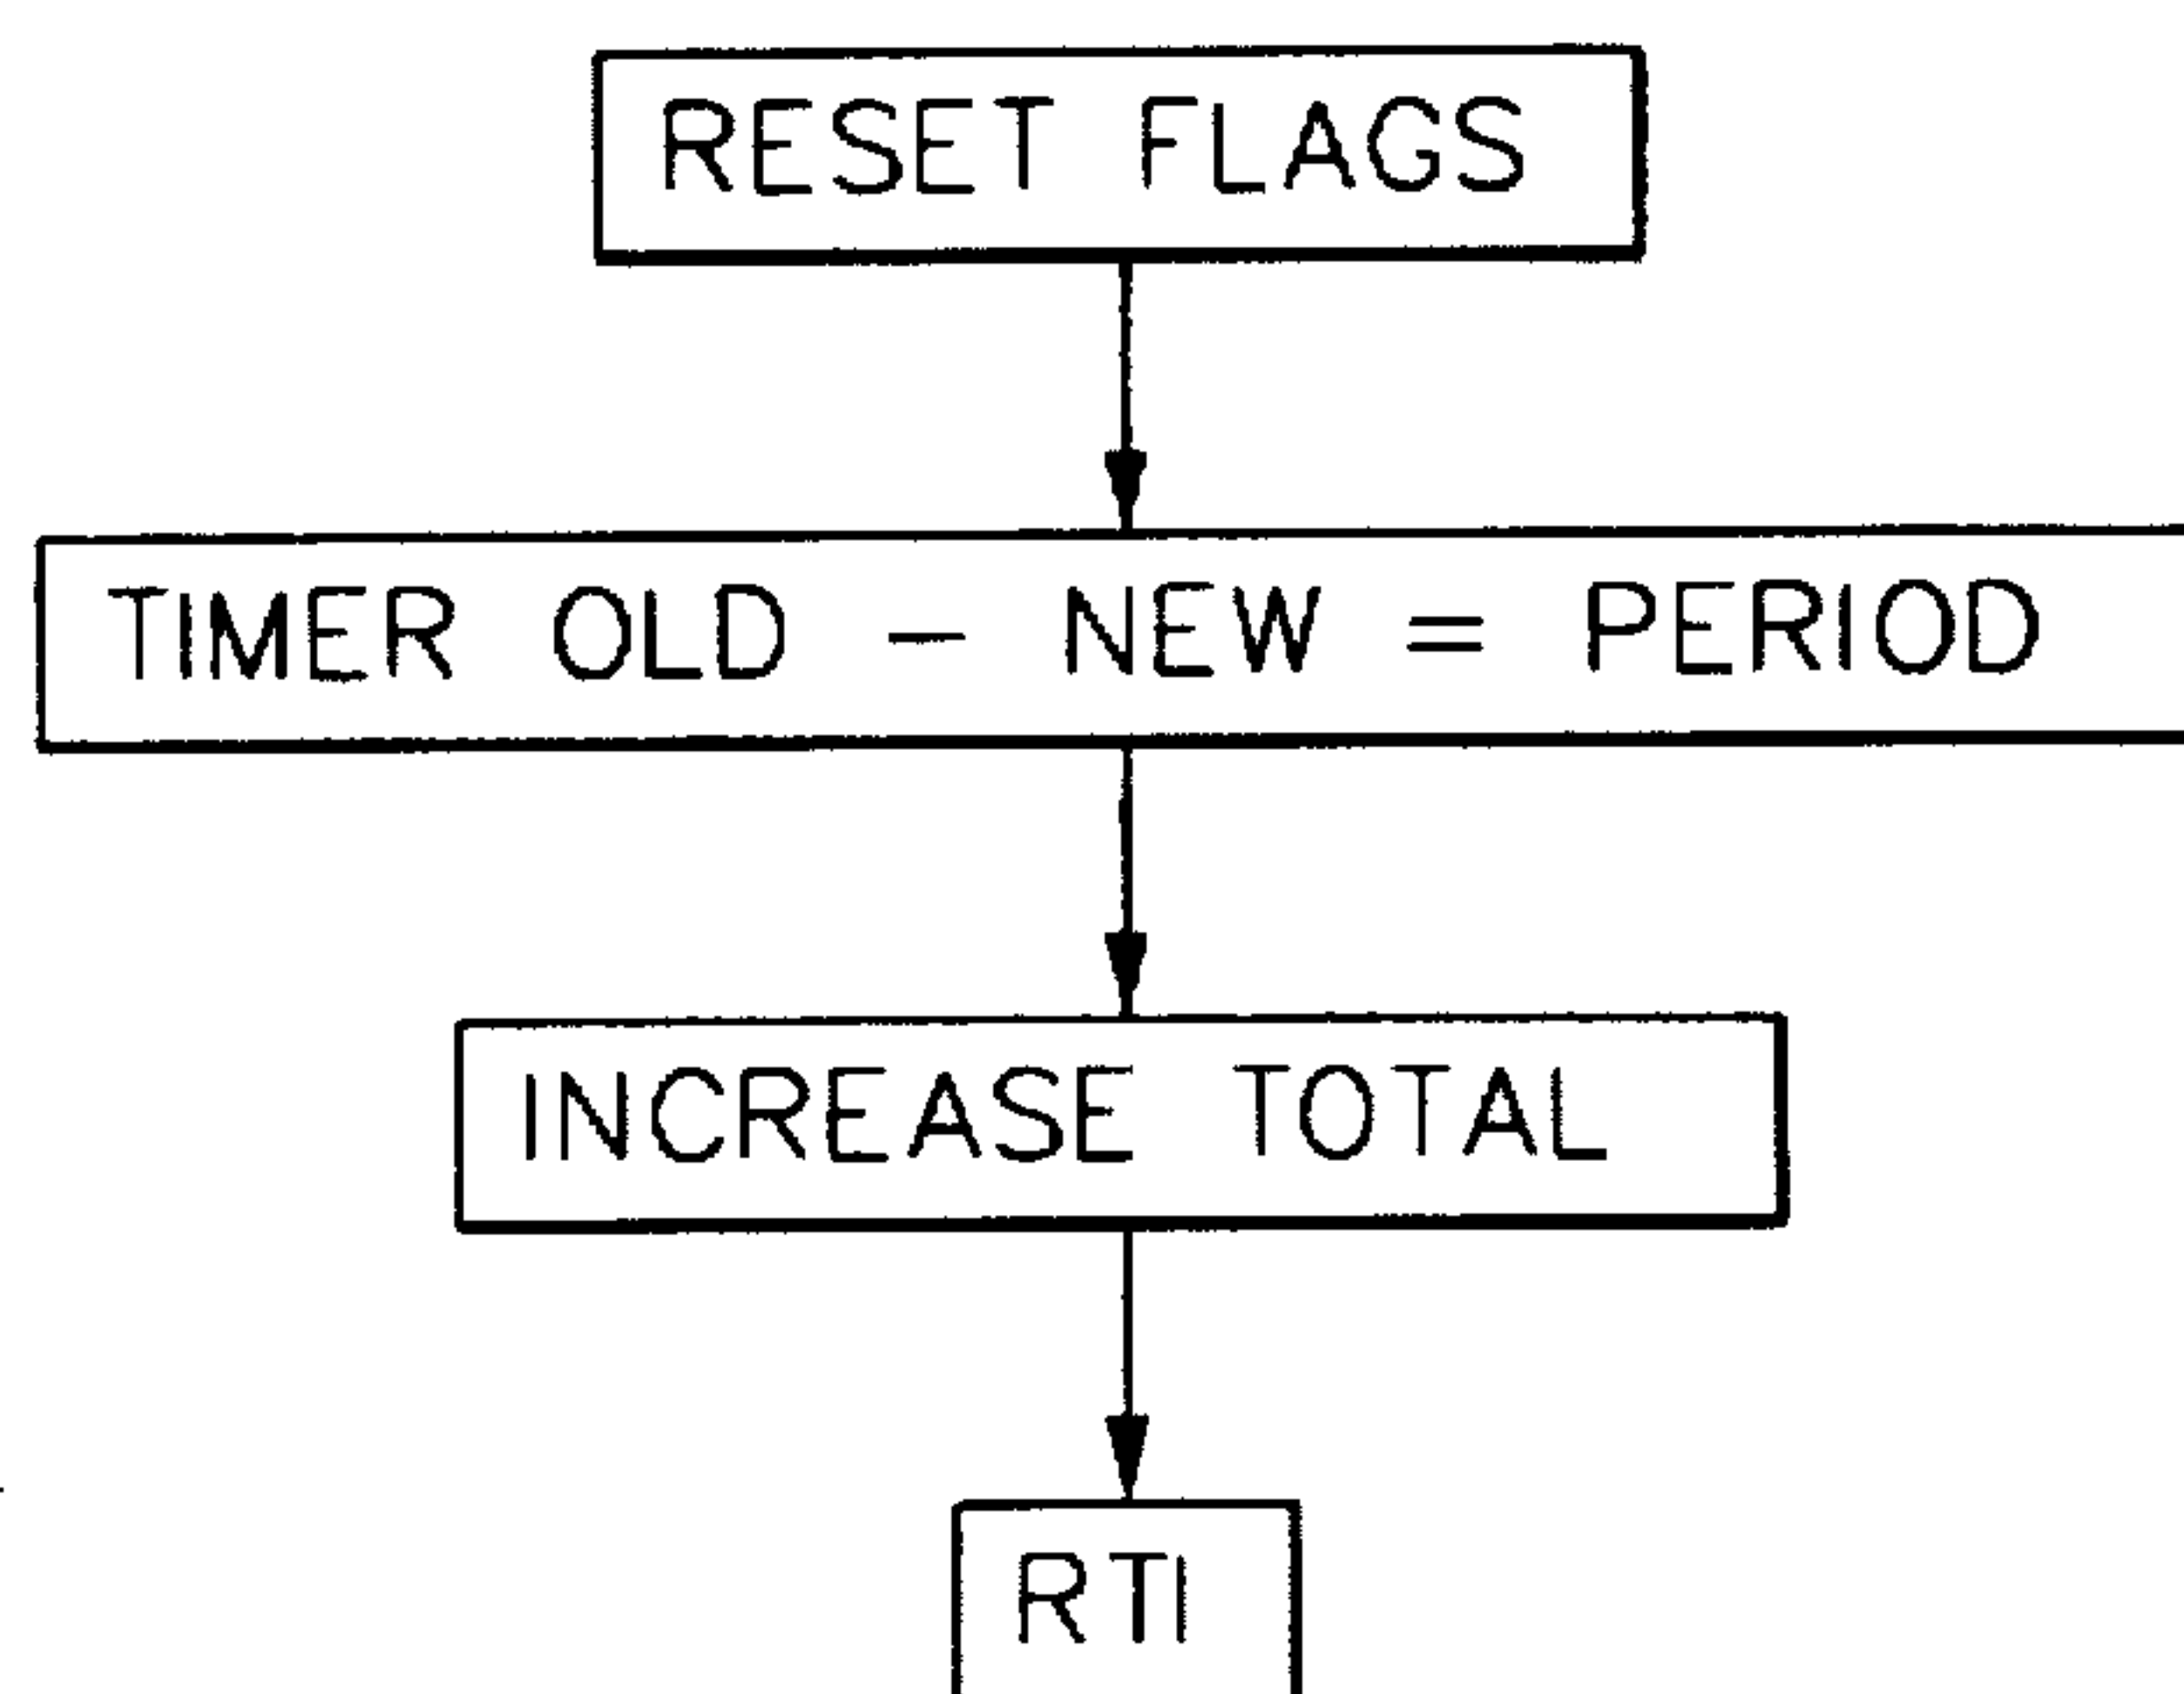 RESET FLAGS
TIMER OLD - NEW = PERIOD
INCREASE TOTAL
RTI